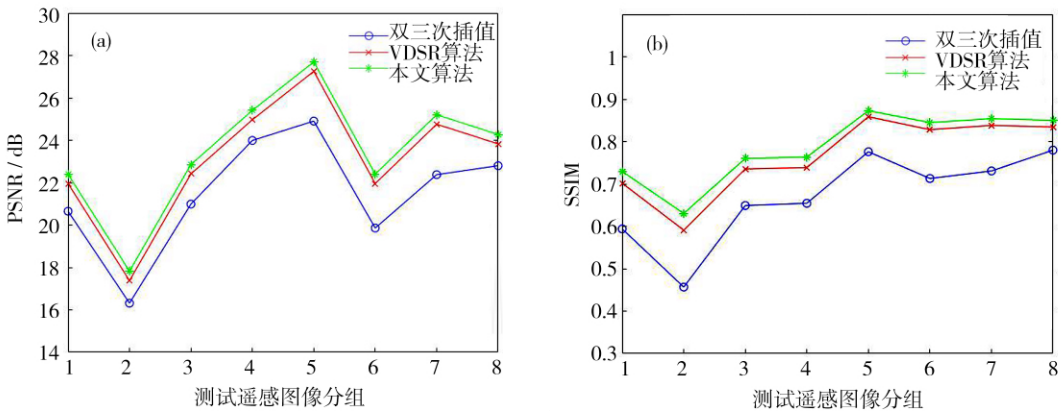 (a)
双三次插值
VDSR算法
本文算法
PSNR / dB
30
28
26
24
22
20
18
16
14
1 2 3 4 5 6 7 8
测试遥感图像分组
(b)
双三次插值
VDSR算法
本文算法
SSIM
1
0.9
0.8
0.7
0.6
0.5
0.4
0.3
1 2 3 4 5 6 7 8
测试遥感图像分组